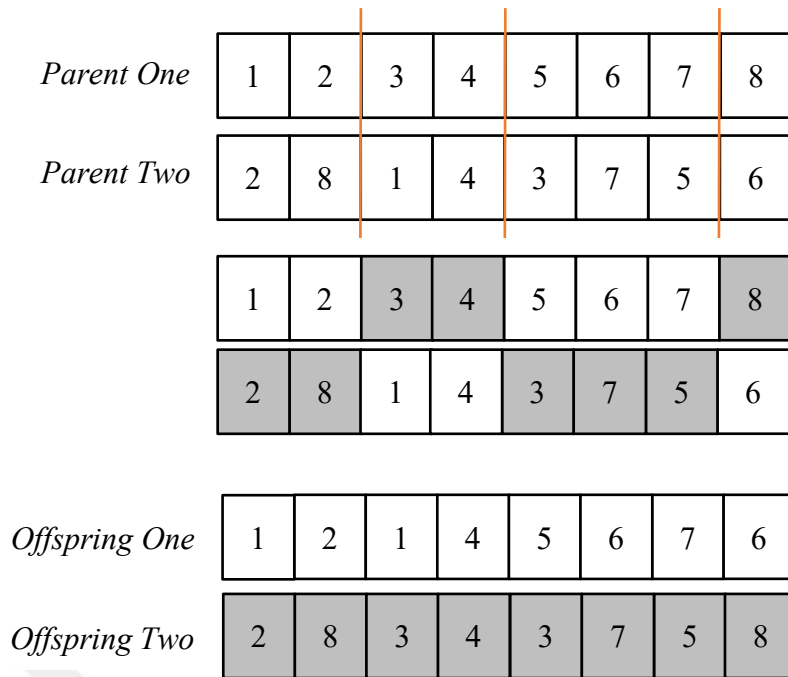 Parent One 1 2 3 4 5 6 7 8
Parent Two 2 8 1 4 3 7 5 6
1 2 3 4 5 6 7 8
2 8 1 4 3 7 5 6
Offspring One 1 2 1 4 5 6 7 6
Offspring Two 2 8 3 4 3 7 5 8